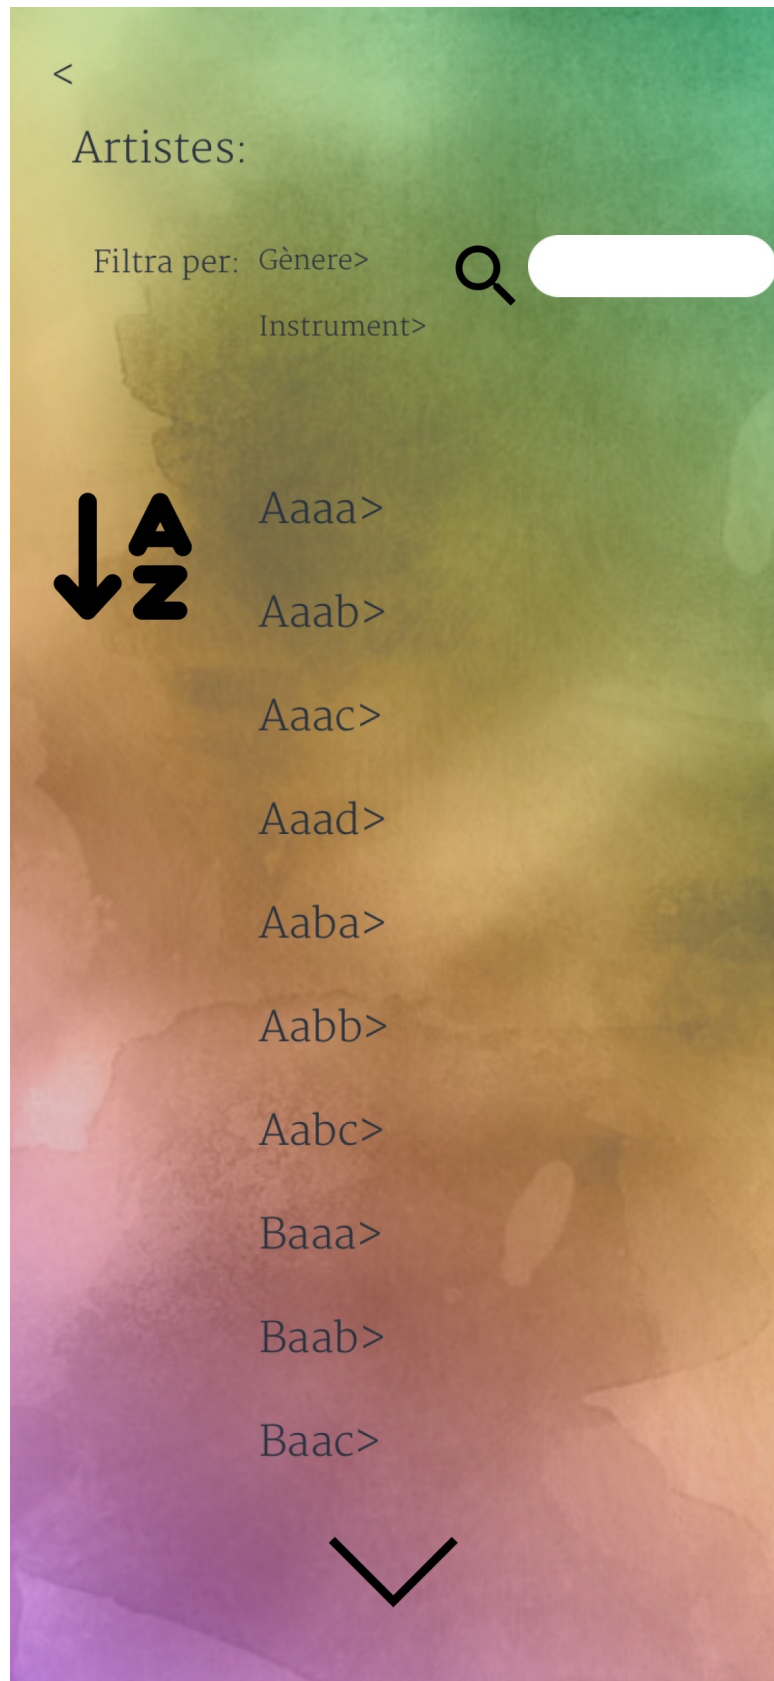 <
Artistes:
Filtra per: Gènere>
Instrument>
A
Z
Aaaa>
Aaab>
Aaac>
Aaad>
Aaba>
Aabb>
Aabc>
Baaa>
Baab>
Baac>